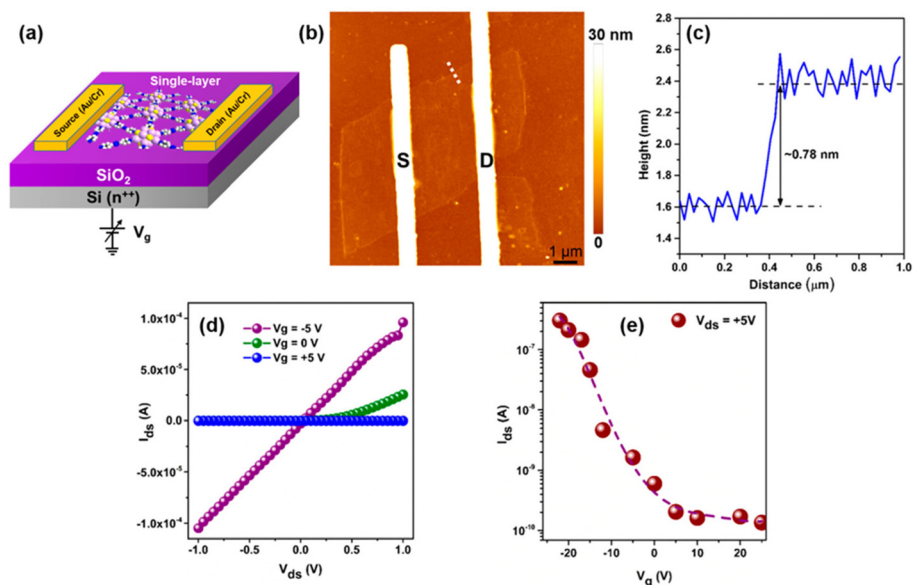 (a)
Single-layer
Source (Au/Cr)
Drain (Au/Cr)
SiO2
Si (n++)
Vg
(b)
S
D
1 μm
30 nm
0
(c)
Height (nm)
2.6
2.4
2.2
2.0
1.8
1.6
1.4
~0.78 nm
0.0 0.2 0.4 0.6 0.8 1.0
Distance (μm)
(d)
Vg = -5 V
Vg = 0 V
Vg = +5 V
Ids (A)
1.0x10-4
5.0x10-5
0.0
-5.0x10-5
-1.0x10-4
-1.0 -0.5 0.0 0.5 1.0
Vds (V)
(e)
Vds = +5V
Ids (A)
10-7
10-8
10-9
10-10
-20 -10 0 10 20
Vg (V)